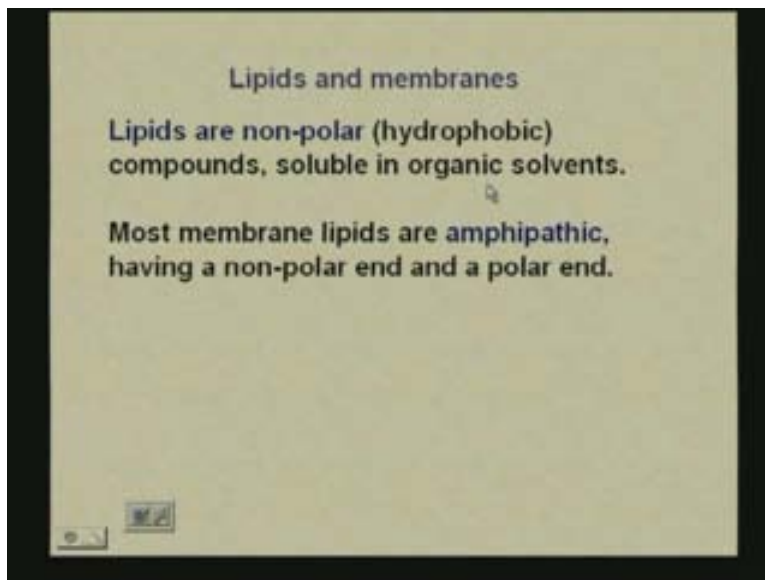 Lipids and membranes
Lipids are non-polar (hydrophobic)
compounds, soluble in organic solvents.
Most membrane lipids are amphipathic,
having a non-polar end and a polar end.